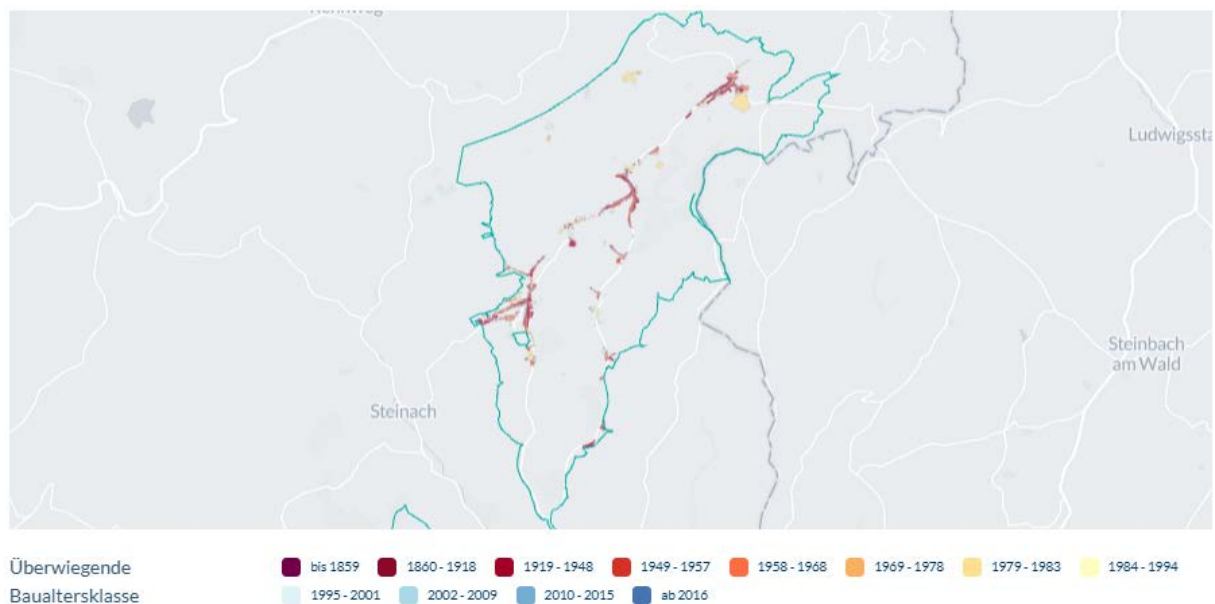 Ludwigssta
Steinbach
am Wald
Steinach
Überwiegende
Baualtersklasse
bis 1859
1860 - 1918
1919 - 1948
1949 - 1957
1958 - 1968
1969 - 1978
1979 - 1983
1984 - 1994
1995 - 2001
2002 - 2009
2010 - 2015
ab 2016